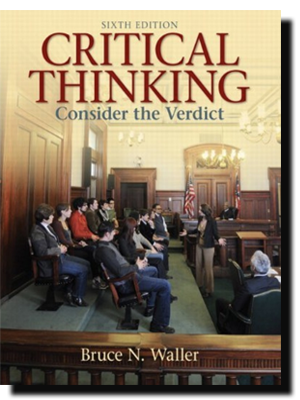 SIXTH EDITION
CRITICAL
THINKING
Consider the Verdict
Bruce N. Waller